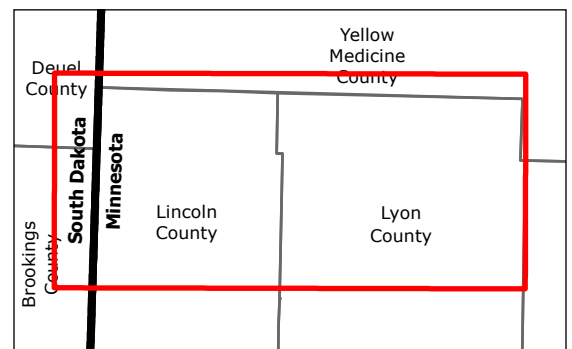 Yellow
Medicine
County
Deuel
County
South Dakota
Minnesota
Lincoln
County
Lyon
County
Brookings
County